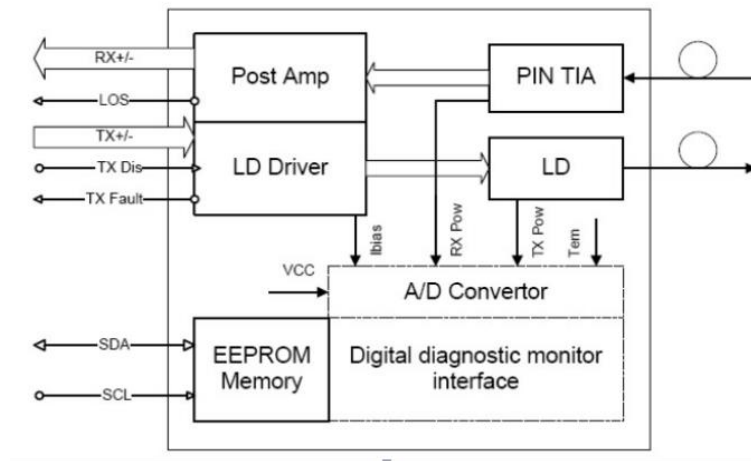 RX+/-
Post Amp
PIN TIA
LOS
TX+/-
TX Dis
LD Driver
LD
TX Fault
Ibias
RX Pow
TX Pow
Tem
VCC
A/D Convertor
SDA
EEPROM
Memory
Digital diagnostic monitor
interface
SCL